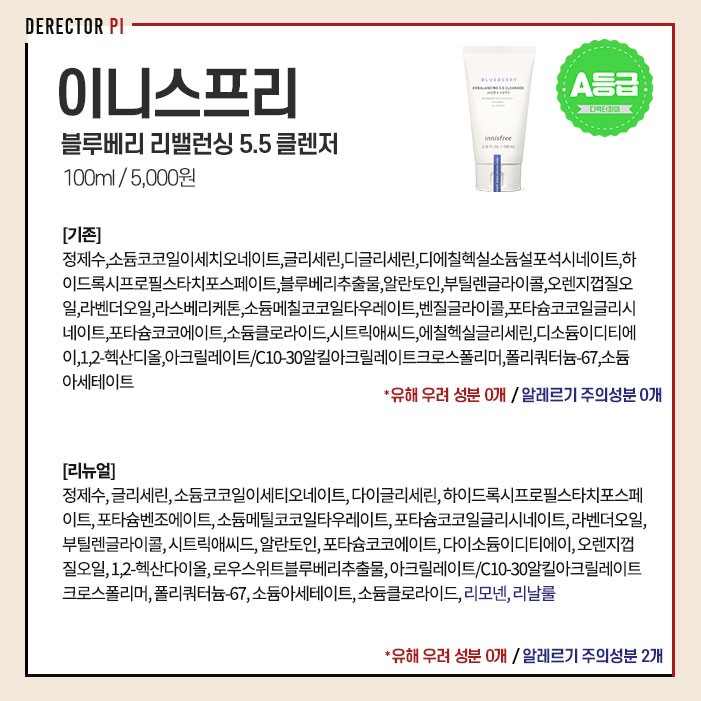 DERECTOR PI
이니스프리
블루베리 리밸런싱 5.5 클렌저
100ml / 5,000원
BLUEBERRY
REBALANCING 5.5 CLEANSER
innisfree
A등급
디렉터파이
[기존]
정제수,소듐코코일이세치오네이트,글리세린,디글리세린,디에칠헥실소듐설포석시네이트,하
이드록시프로필스타치포스페이트,블루베리추출물,알란토인,부틸렌글라이콜,오렌지껍질오
일,라벤더오일,라스베리케톤,소듐메칠코코일타우레이트,벤질글라이콜,포타슘코코일글리시
네이트,포타슘코코에이트,소듐클로라이드,시트릭애씨드,에칠헥실글리세린,디소듐이디티에
이,1,2-헥산디올,아크릴레이트/C10-30알킬아크릴레이트크로스폴리머,폴리쿼터늄-67,소듐
아세테이트
*유해 우려 성분 0개 / 알레르기 주의성분 0개
[리뉴얼]
정제수, 글리세린, 소듐코코일이세티오네이트, 다이글리세린, 하이드록시프로필스타치포스페
이트, 포타슘벤조에이트, 소듐메틸코코일타우레이트, 포타슘코코일글리시네이트, 라벤더오일,
부틸렌글라이콜, 시트릭애씨드, 알란토인, 포타슘코코에이트, 다이소듐이디티에이, 오렌지껍
질오일, 1,2-헥산다이올, 로우스위트블루베리추출물, 아크릴레이트/C10-30알킬아크릴레이트
크로스폴리머, 폴리쿼터늄-67, 소듐아세테이트, 소듐클로라이드, 리모넨, 리날룰
*유해 우려 성분 0개 / 알레르기 주의성분 2개